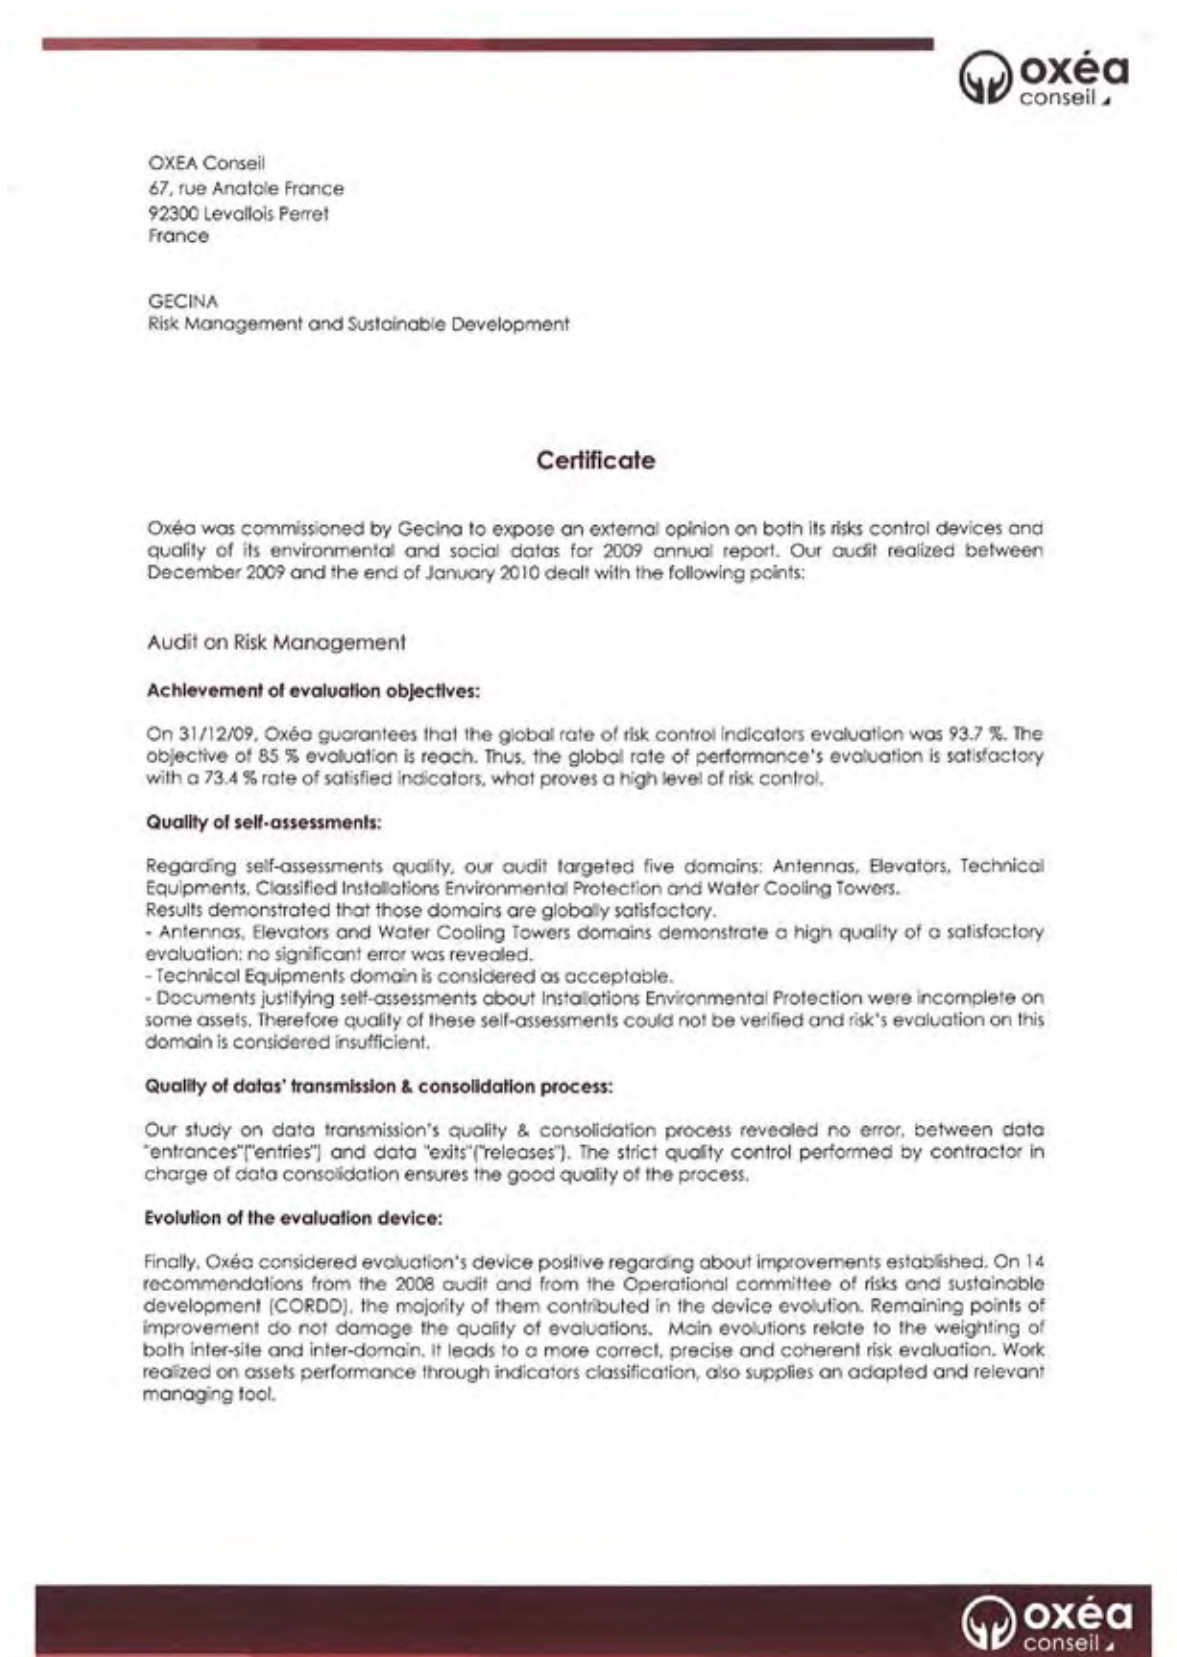 oxéa
conseil
OXEA Conseil
67, rue Anatole France
92300 Levallois Perret
France
GECINA
Risk Management and Sustainable Development
Certificate
Oxéa was commissioned by Gecina to expose an external opinion on both its risks control devices and
quality of its environmental and social datas for 2009 annual report. Our audit realized between
December 2009 and the end of January 2010 dealt with the following points:
Audit on Risk Management
Achievement of evaluation objectives:
On 31/12/09, Oxéa guarantees that the global rate of risk control indicators evaluation was 93.7 %. The
objective of 85 % evaluation is reach. Thus, the global rate of performance's evaluation is satisfactory
with a 73.4 % rate of satisfied indicators, what proves a high level of risk control.
Quality of self-assessments:
Regarding self-assessments quality, our audit targeted five domains: Antennas, Elevators, Technical
Equipments, Classified Installations Environmental Protection and Water Cooling Towers.
Results demonstrated that those domains are globally satisfactory.
- Antennas, Elevators and Water Cooling Towers domains demonstrate a high quality of a satisfactory
evaluation: no significant error was revealed.
- Technical Equipments domain is considered as acceptable.
- Documents justifying self-assessments about Installations Environmental Protection were incomplete on
some assets. Therefore quality of these self-assessments could not be verified and risk's evaluation on this
domain is considered insufficient.
Quality of datas' transmission & consolidation process:
Our study on data transmission's quality & consolidation process revealed no error, between data
"entrances"("entries") and data "exits"("releases"). The strict quality control performed by contractor in
charge of data consolidation ensures the good quality of the process.
Evolution of the evaluation device:
Finally, Oxéa considered evaluation's device positive regarding about improvements established. On 14
recommendations from the 2008 audit and from the Operational committee of risks and sustainable
development (CORDD), the majority of them contributed in the device evolution. Remaining points of
improvement do not damage the quality of evaluations. Main evolutions relate to the weighting of
both inter-site and inter-domain. It leads to a more correct, precise and coherent risk evaluation. Work
realized on assets performance through indicators classification, also supplies an adapted and relevant
managing tool.
oxéa
conseil